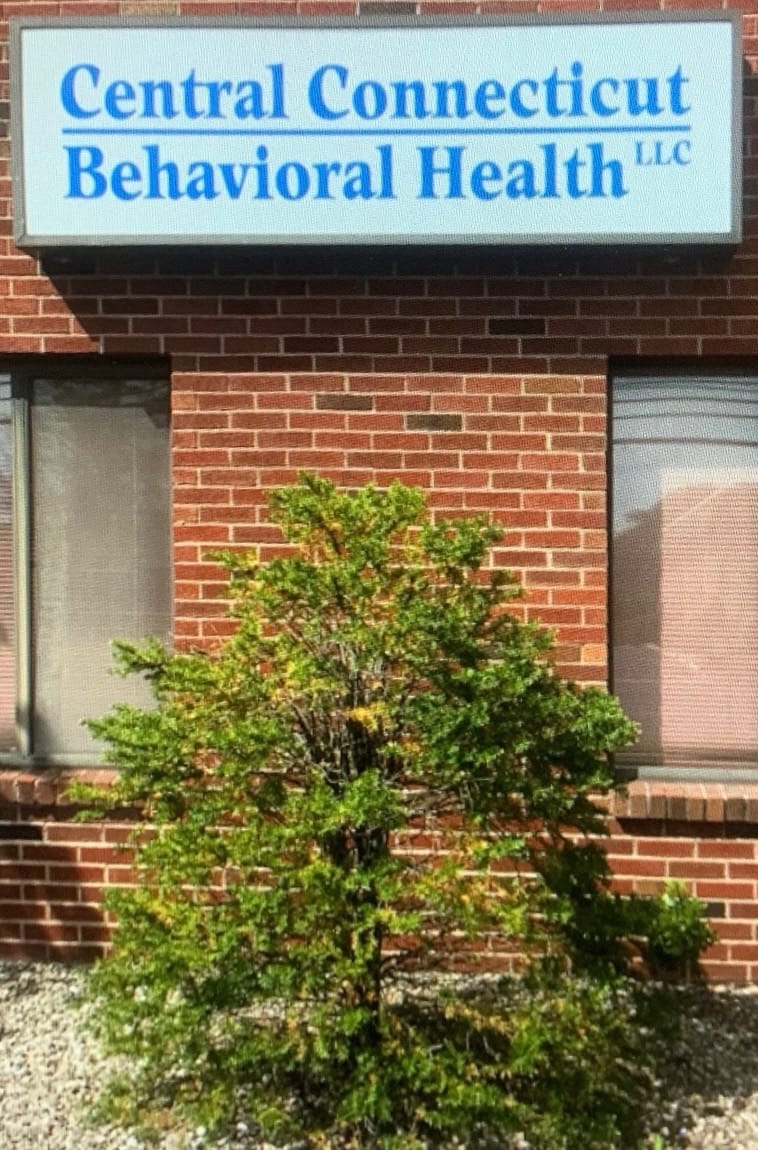 Central Connecticut
Behavioral Health LLC